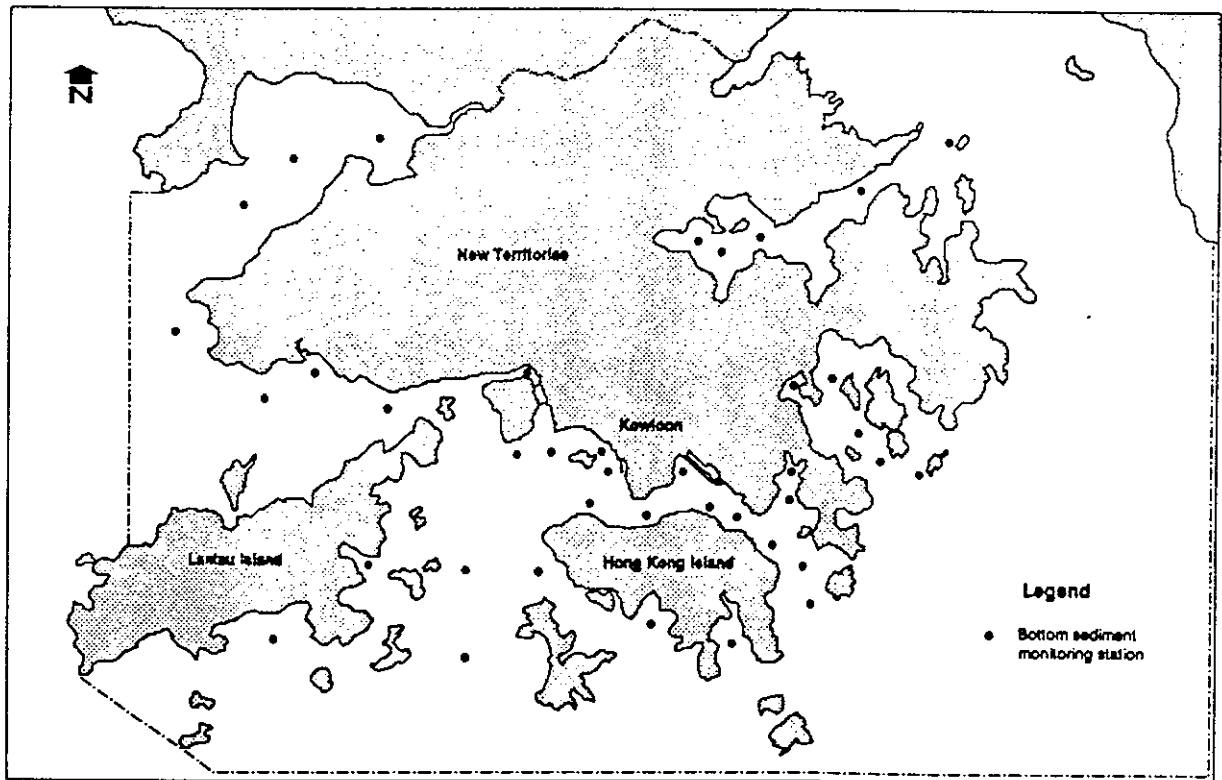 N
New Territories
Kowloon
Lantau Island
Hong Kong Island
Legend
Bottom sediment
monitoring station